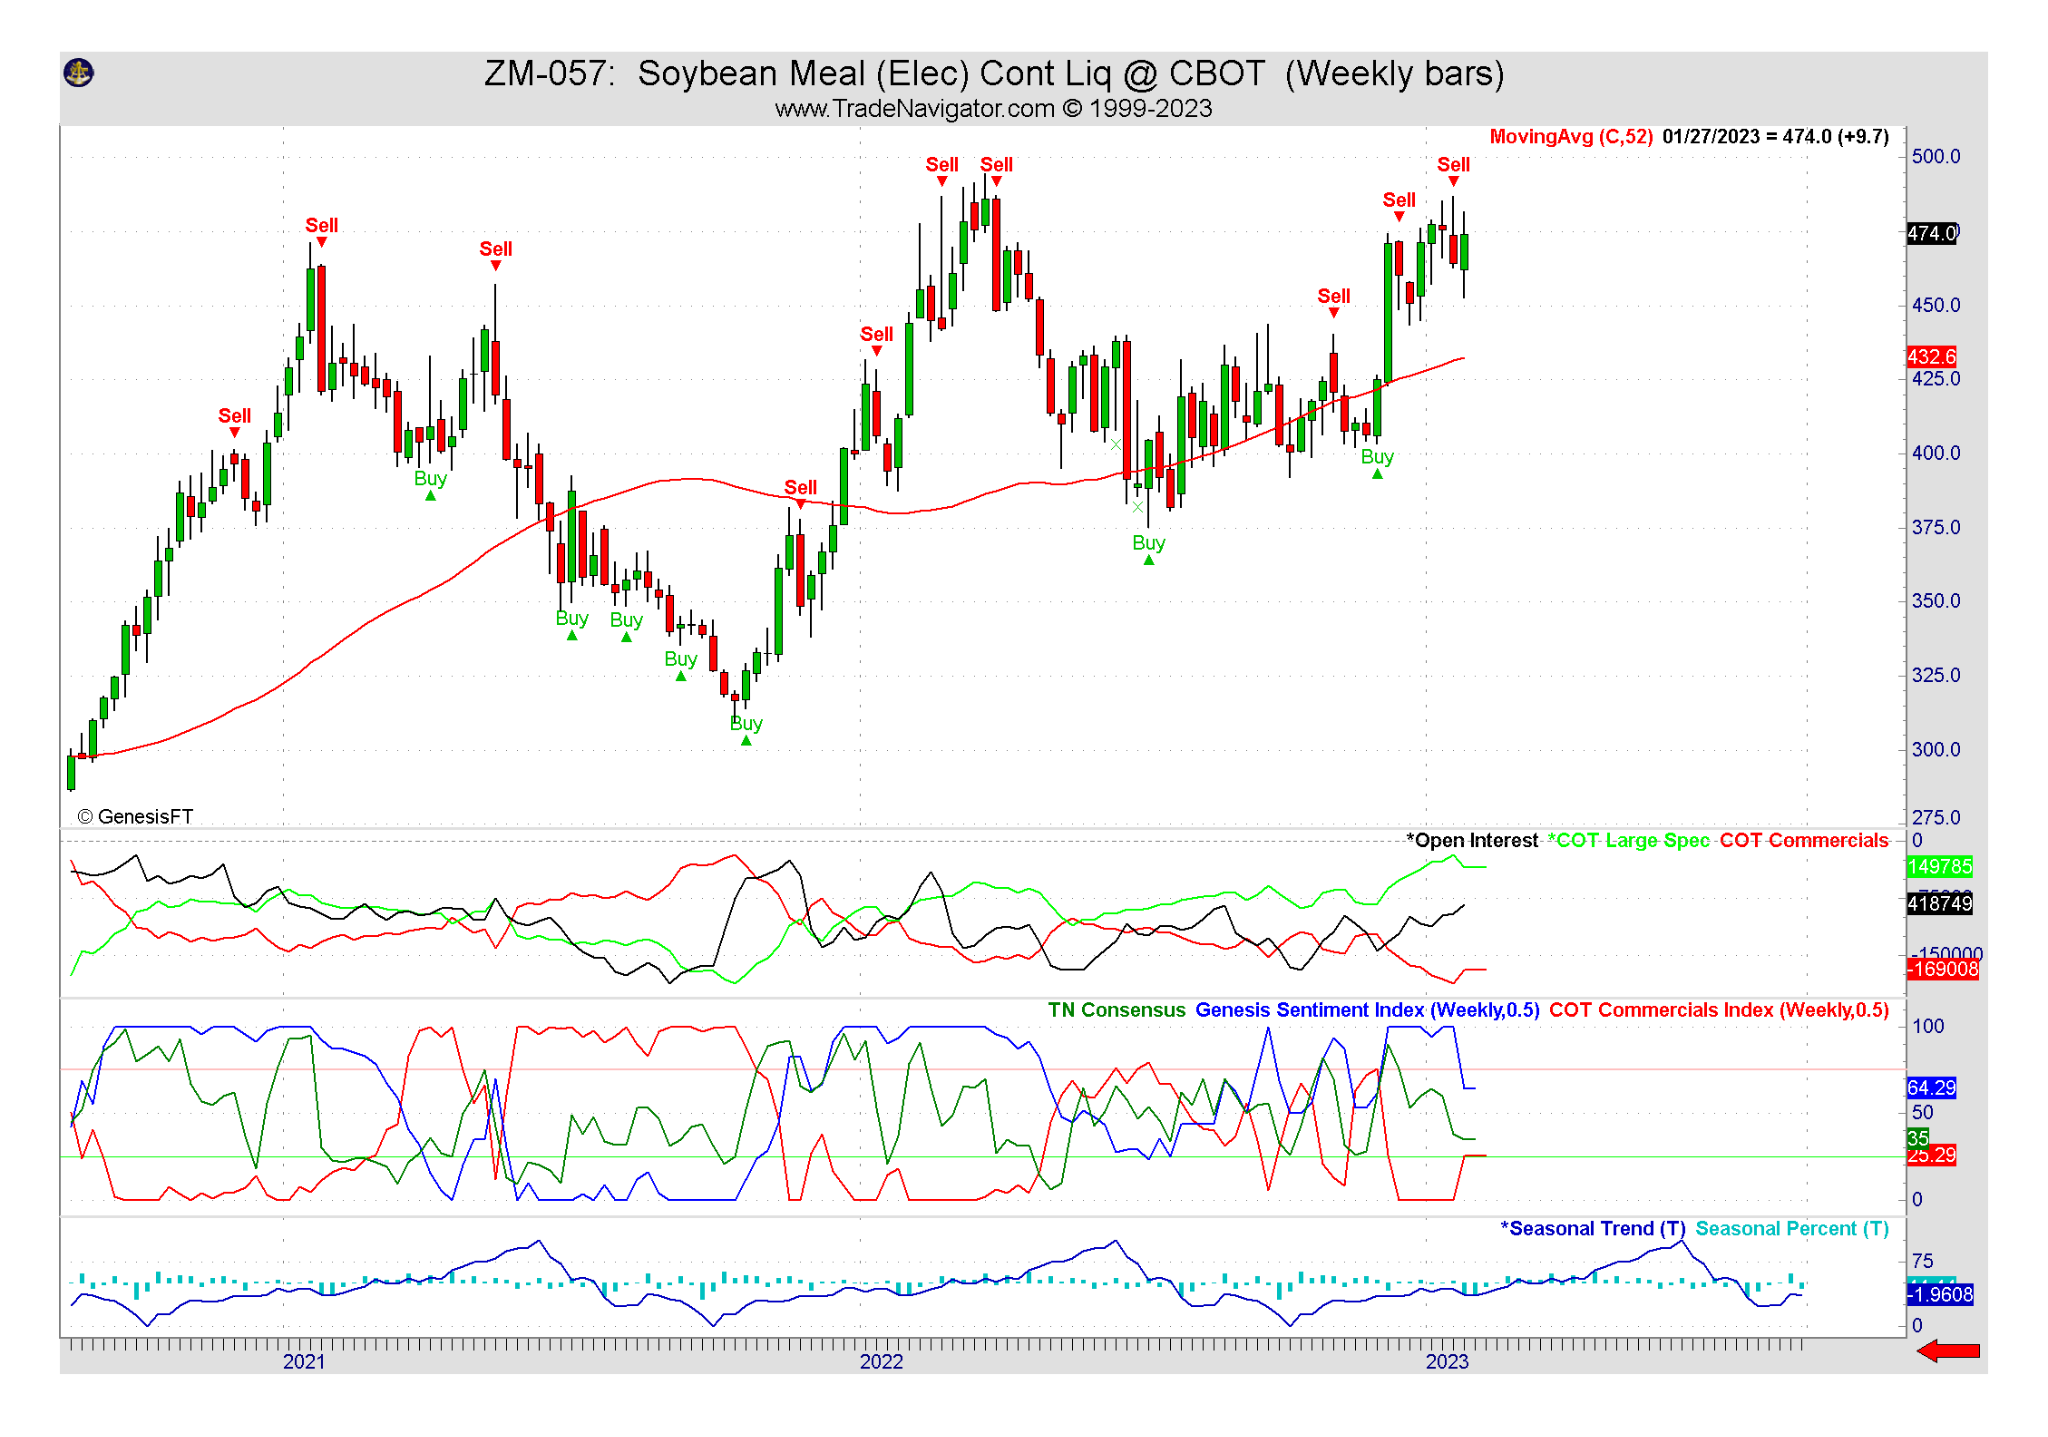 ZM-057: Soybean Meal (Elec) Cont Liq @ CBOT (Weekly bars)
www.TradeNavigator.com © 1999-2023
MovingAvg (C,52) 01/27/2023 = 474.0 (+9.7)
Sell
Sell
Sell
Sell
Sell
Sell
Sell
Sell
Sell
Sell
Sell
Buy
Buy
Buy
Buy
Buy
Buy
Buy
500.0
474.0
450.0
432.6
425.0
400.0
375.0
350.0
325.0
300.0
275.0
© GenesisFT
*Open Interest *COT Large Spec COT Commercials
0
149785
418749
-150000
-169008
TN Consensus Genesis Sentiment Index (Weekly,0.5) COT Commercials Index (Weekly,0.5)
100
64.29
50
35
25.29
0
*Seasonal Trend (T) Seasonal Percent (T)
75
-1.9608
0
2021 2022 2023